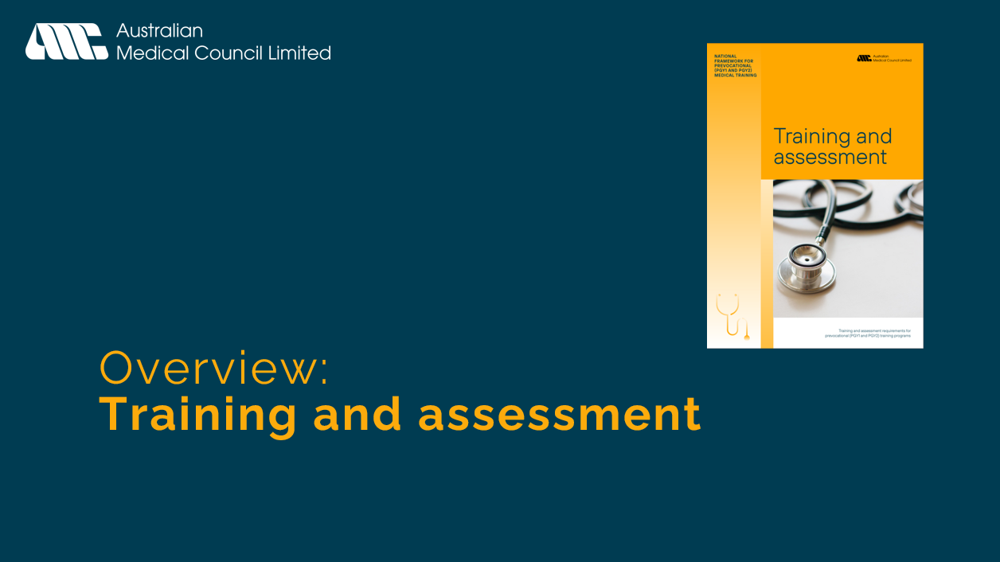 Australian
Medical Council Limited
NATIONAL
FRAMEWORK FOR
PREVOCATIONAL
(PGY1 AND PGY2)
MEDICAL TRAINING
Australian
Medical Council Limited
Training and
assessment
Training and assessment requirements for
prevocational (PGY1 and PGY2) training programs
Overview:
Training and assessment